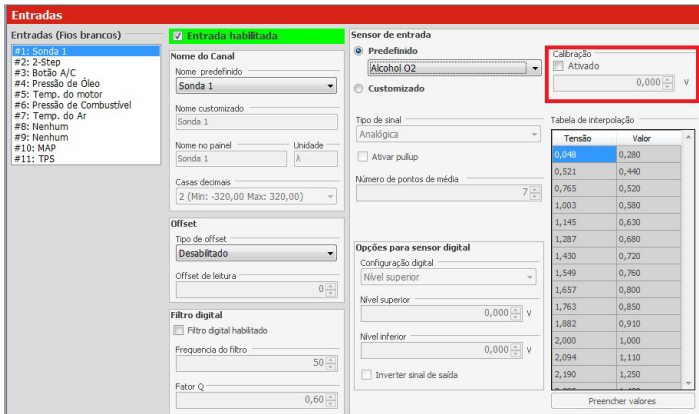 Entradas
Entradas (Fios brancos)
#1: Sonda 1
#2: 2-Step
#3: Botão A/C
#4: Pressão de Óleo
#5: Temp. do motor
#6: Pressão de Combustível
#7: Temp. do Ar
#8: Nenhum
#9: Nenhum
#10: MAP
#11: TPS
Entrada habilitada
Nome do Canal
Nome predefinido
Sonda 1
Nome customizado
Sonda 1
Nome no painel Unidade
Sonda 1 λ
Casas decimais
2 (Min: -320,00 Max: 320,00)
Offset
Tipo de offset
Desabilitado
Offset de leitura
0
Filtro digital
Filtro digital habilitado
Frequencia do filtro
50
Fator Q
0,60
Sensor de entrada
Predefinido
Alcohol O2
Customizado
Tipo de sinal
Analógica
Ativar pullup
Número de pontos de média
7
Opções para sensor digital
Configuração digital
Nível superior
Nível superior
0,000 V
Nível inferior
0,000 V
Inverter sinal de saída
Calibração
Ativado
0,000 V
Tabela de interpolação
Tensão Valor
0,048 0,280
0,521 0,440
0,765 0,520
1,003 0,580
1,145 0,630
1,287 0,680
1,430 0,720
1,549 0,760
1,657 0,800
1,763 0,850
1,882 0,910
2,000 1,000
2,094 1,110
2,190 1,250
Preencher valores